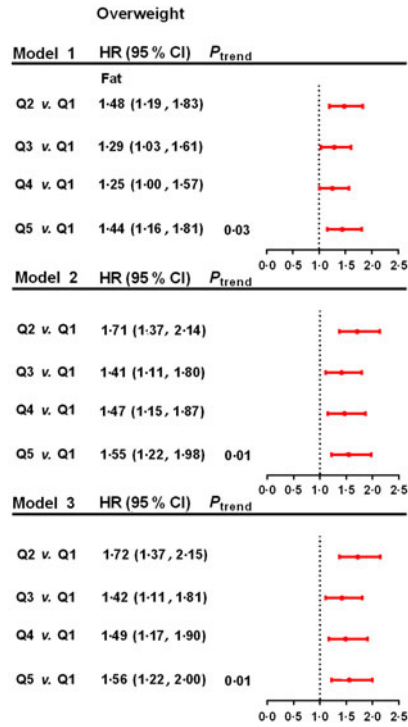 Overweight
Model 1 HR (95 % CI) Ptrend
Fat
Q2 v. Q1 1·48 (1·19, 1·83)
Q3 v. Q1 1·29 (1·03, 1·61)
Q4 v. Q1 1·25 (1·00, 1·57)
Q5 v. Q1 1·44 (1·16, 1·81) 0·03
0·0 0·5 1·0 1·5 2·0 2·5
Model 2 HR (95 % CI) Ptrend
Q2 v. Q1 1·71 (1·37, 2·14)
Q3 v. Q1 1·41 (1·11, 1·80)
Q4 v. Q1 1·47 (1·15, 1·87)
Q5 v. Q1 1·55 (1·22, 1·98) 0·01
0·0 0·5 1·0 1·5 2·0 2·5
Model 3 HR (95 % CI) Ptrend
Q2 v. Q1 1·72 (1·37, 2·15)
Q3 v. Q1 1·42 (1·11, 1·81)
Q4 v. Q1 1·49 (1·17, 1·90)
Q5 v. Q1 1·56 (1·22, 2·00) 0·01
0·0 0·5 1·0 1·5 2·0 2·5